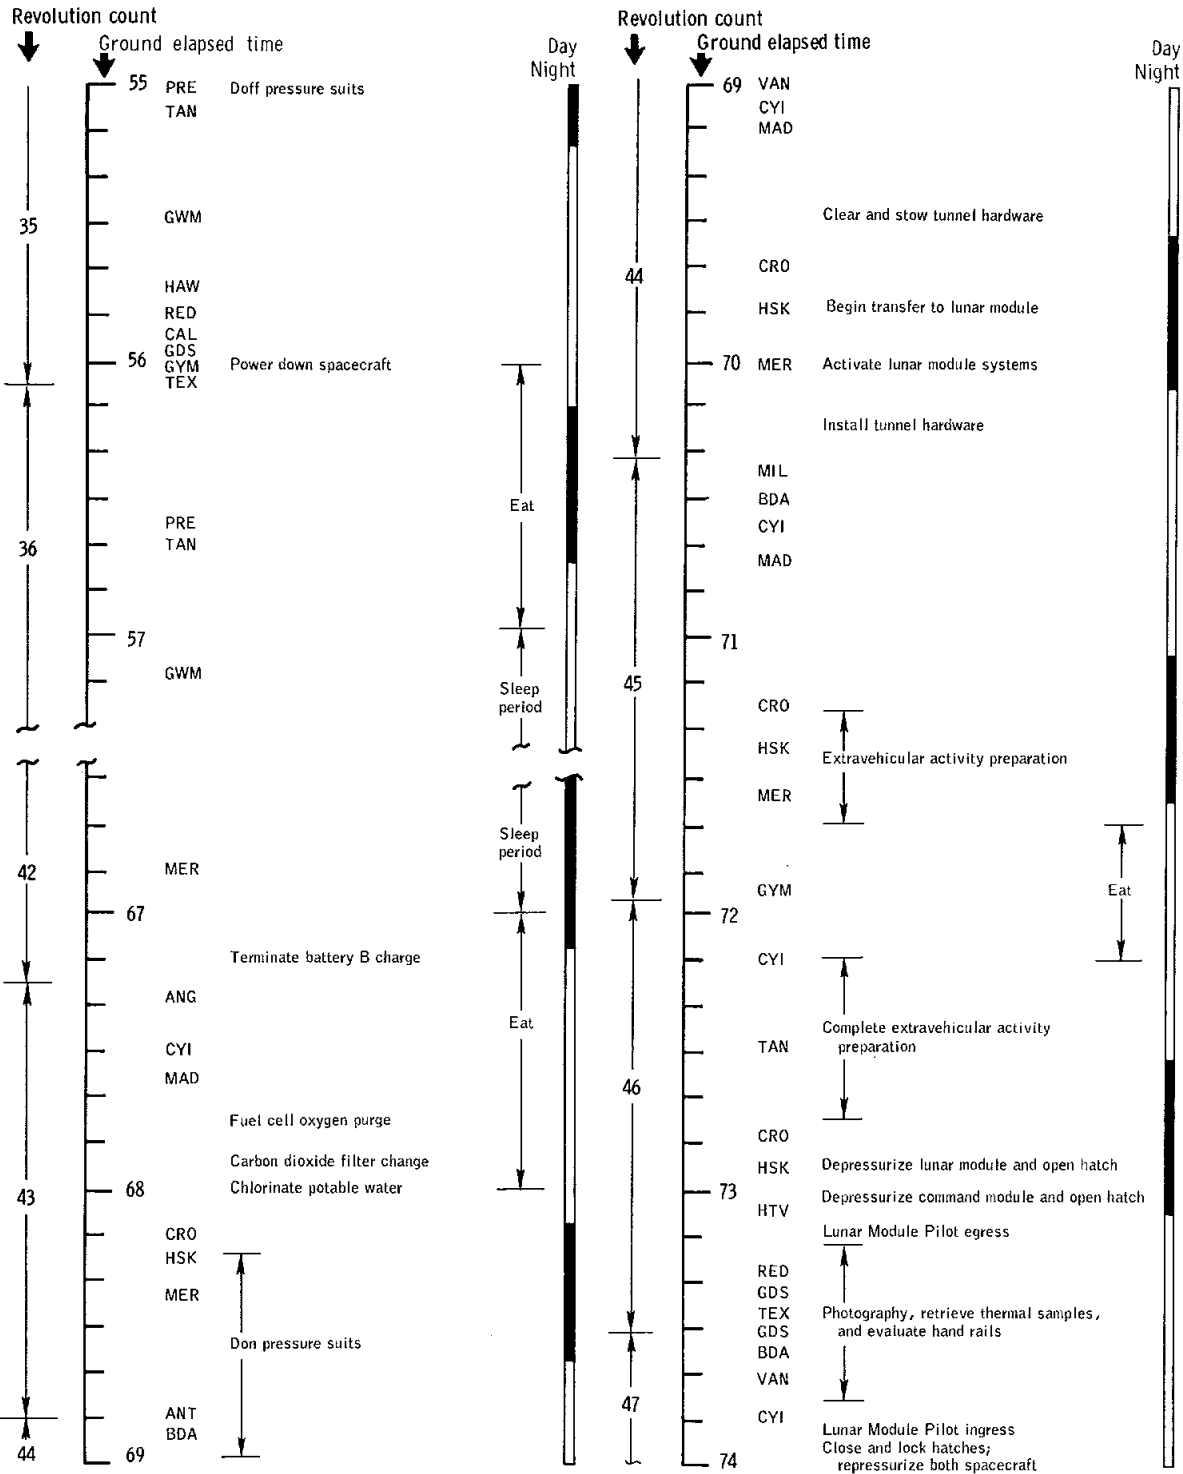 Revolution count
Ground elapsed time
Day
Night
55
PRE Doff pressure suits
TAN
35
GWM
HAW
RED
CAL
GDS
56 GYM Power down spacecraft
TEX
Eat
PRE
36
TAN
57
GWM
Sleep
period
Sleep
period
42
MER
67
Terminate battery B charge
ANG
Eat
CYI
MAD
Fuel cell oxygen purge
Carbon dioxide filter change
68 Chlorinate potable water
43
CRO
HSK
MER
Don pressure suits
ANT
BDA
44
69
Revolution count
Ground elapsed time
Day
Night
69 VAN
CYI
MAD
Clear and stow tunnel hardware
CRO
44
HSK Begin transfer to lunar module
70 MER Activate lunar module systems
Install tunnel hardware
MIL
BDA
CYI
MAD
71
45
CRO
HSK
Extravehicular activity preparation
MER
GYM
Eat
72
CYI
Complete extravehicular activity
TAN
preparation
46
CRO
HSK Depressurize lunar module and open hatch
73
Depressurize command module and open hatch
HTV
Lunar Module Pilot egress
RED
GDS
TEX Photography, retrieve thermal samples,
GDS and evaluate hand rails
BDA
VAN
47
CYI
Lunar Module Pilot ingress
Close and lock hatches;
74 repressurize both spacecraft